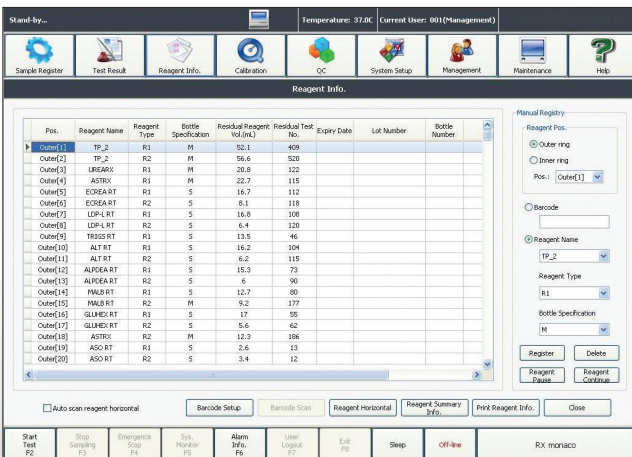 Stand-by... Temperature: 37.0C Current User: 001(Management)
Sample Register Test Result Reagent Info. Calibration QC System Setup Management Maintenance Help
Reagent Info.
Manual Registry
Reagent Pos.
Outer ring
Inner ring
Pos.: Outer[1]
Barcode
Reagent Name
TP_2
Reagent Type
R1
Bottle Specification
M
Register Delete
Reagent Pause Reagent Continue
Pos. Reagent Name Reagent Type Bottle Specification Residual Reagent Vol.(mL) Residual Test No. Expiry Date Lot Number Bottle Number
Outer[1] TP_2 R1 M 52.1 409
Outer[2] TP_2 R2 M 56.6 520
Outer[3] UREARX R1 M 20.8 122
Outer[4] ASTRX R1 M 22.7 115
Outer[5] ECREA RT R1 S 16.7 112
Outer[6] ECREA RT R2 S 8.1 118
Outer[7] LDP-L RT R1 S 16.8 108
Outer[8] LDP-L RT R2 S 6.4 120
Outer[9] TRIGS RT R1 S 13.5 46
Outer[10] ALT RT R1 S 16.2 104
Outer[11] ALT RT R2 S 6.2 115
Outer[12] ALPDEA RT R1 S 15.3 73
Outer[13] ALPDEA RT R2 S 6 90
Outer[14] MALB RT R1 S 12.7 80
Outer[15] MALB RT R2 M 9.2 177
Outer[16] GLUHEX RT R1 S 17 55
Outer[17] GLUHEX RT R2 S 5.6 62
Outer[18] ASTRX R2 M 12.3 186
Outer[19] ASO RT R1 S 2.6 13
Outer[20] ASO RT R2 S 3.4 12
Auto scan reagent horizontal Barcode Setup Barcode Scan Reagent Horizontal Reagent Summary Info. Print Reagent Info. Close
Start Test F2 Stop Sampling F3 Emergence Stop F4 Sys. Monitor F5 Alarm Info. F6 User Logout F7 Exit F8 Sleep Off-line RX monaco